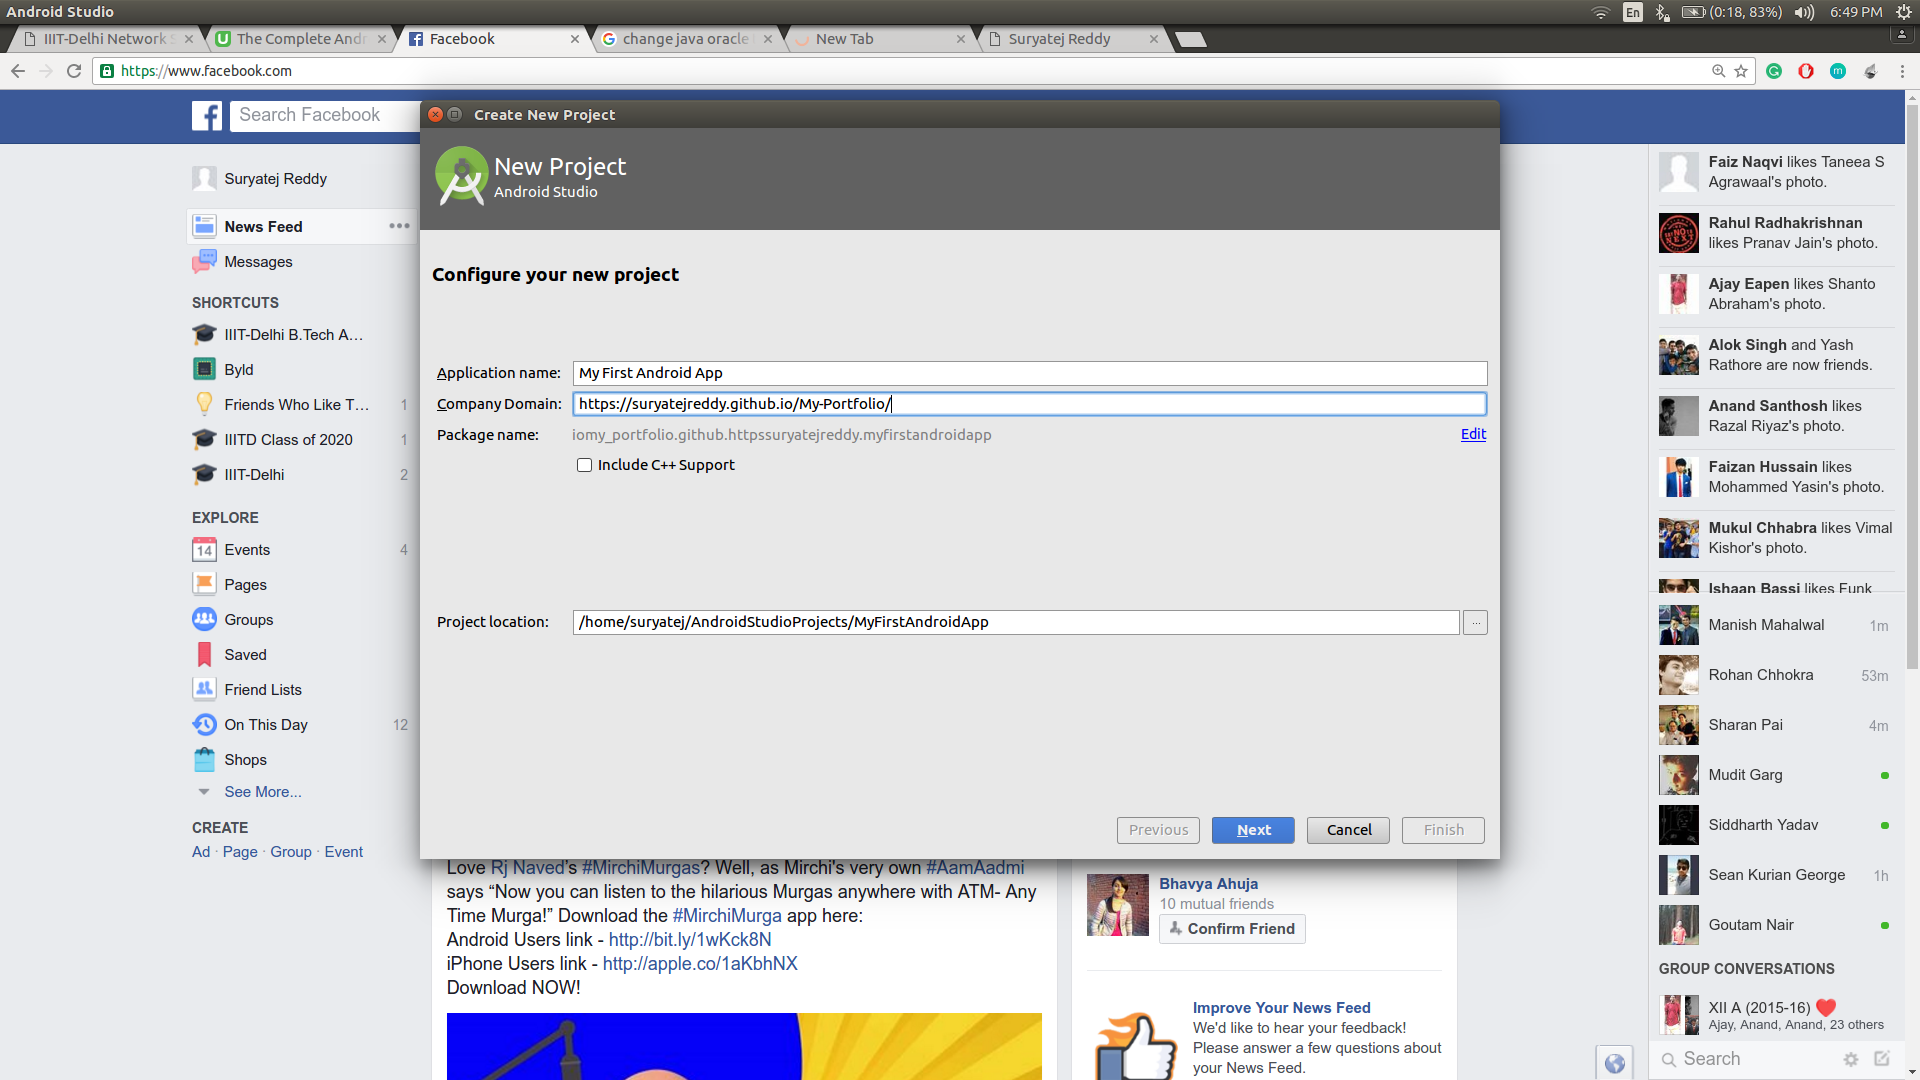 Android Studio
En
(0:18, 83%)
6:49 PM
IIIT-Delhi Network S
The Complete Andr
Facebook
change java oracle
New Tab
Suryatej Reddy
https://www.facebook.com
Search Facebook
Suryatej Reddy
News Feed
Messages
SHORTCUTS
IIIT-Delhi B.Tech A...
Byld
Friends Who Like T... 1
IIITD Class of 2020 1
IIIT-Delhi 2
EXPLORE
14 Events 4
Pages
Groups
Saved
Friend Lists
On This Day 12
Shops
See More...
CREATE
Ad · Page · Group · Event
Create New Project
New Project
Android Studio
Configure your new project
Application name: My First Android App
Company Domain: https://suryatejreddy.github.io/My-Portfolio/
Package name: iomy_portfolio.github.httpssuryatejreddy.myfirstandroidapp Edit
Include C++ Support
Project location: /home/suryatej/AndroidStudioProjects/MyFirstAndroidApp ...
Previous Next Cancel Finish
Love Rj Naved's #MirchiMurgas? Well, as Mirchi's very own #AamAadmi
says “Now you can listen to the hilarious Murgas anywhere with ATM- Any
Time Murga!” Download the #MirchiMurga app here:
Android Users link - http://bit.ly/1wKck8N
iPhone Users link - http://apple.co/1aKbhNX
Download NOW!
Bhavya Ahuja
10 mutual friends
Confirm Friend
Improve Your News Feed
We'd like to hear your feedback!
Please answer a few questions about
your News Feed.
Faiz Naqvi likes Taneea S
Agrawaal's photo.
Rahul Radhakrishnan
likes Pranav Jain's photo.
Ajay Eapen likes Shanto
Abraham's photo.
Alok Singh and Yash
Rathore are now friends.
Anand Santhosh likes
Razal Riyaz's photo.
Faizan Hussain likes
Mohammed Yasin's photo.
Mukul Chhabra likes Vimal
Kishor's photo.
Ishaan Bassi likes Funk
Manish Mahalwal 1m
Rohan Chhokra 53m
Sharan Pai 4m
Mudit Garg
Siddharth Yadav
Sean Kurian George 1h
Goutam Nair
GROUP CONVERSATIONS
XII A (2015-16)
Ajay, Anand, Anand, 23 others
Search